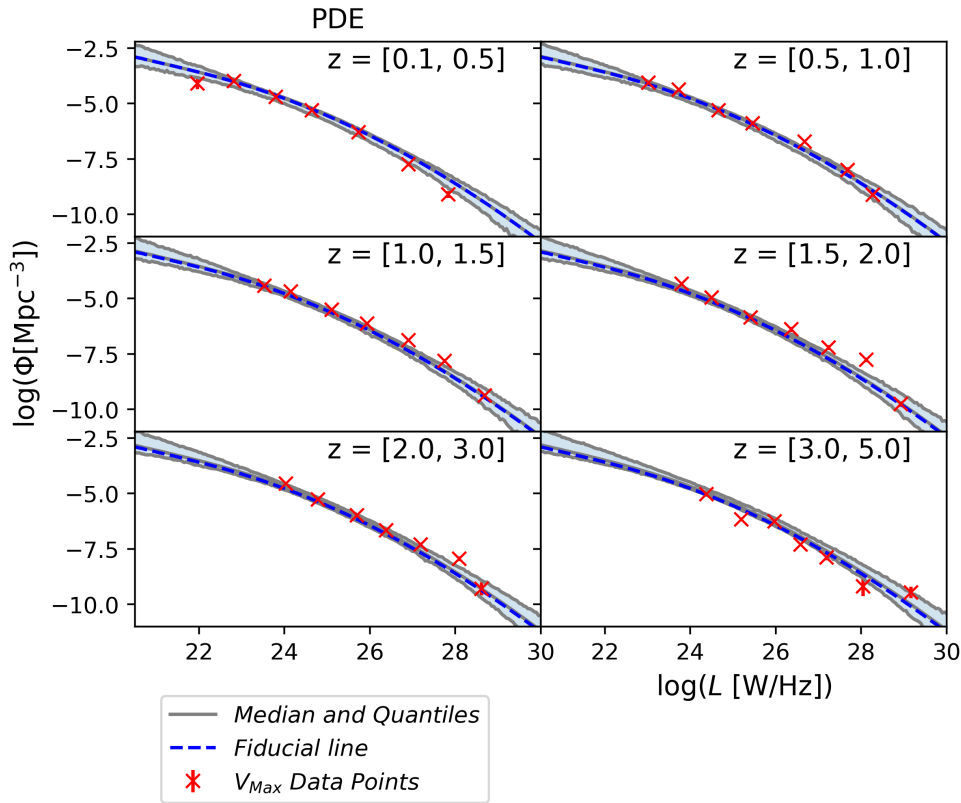 PDE
−2.5
−5.0
−7.5
−10.0
z = [0.1, 0.5]
z = [0.5, 1.0]
−2.5
−5.0
−7.5
−10.0
z = [1.0, 1.5]
z = [1.5, 2.0]
log(Φ[Mpc⁻³])
−2.5
−5.0
−7.5
−10.0
z = [2.0, 3.0]
z = [3.0, 5.0]
22 24 26 28 30 22 24 26 28 30
log(L [W/Hz])
Median and Quantiles
Fiducial line
V_Max Data Points